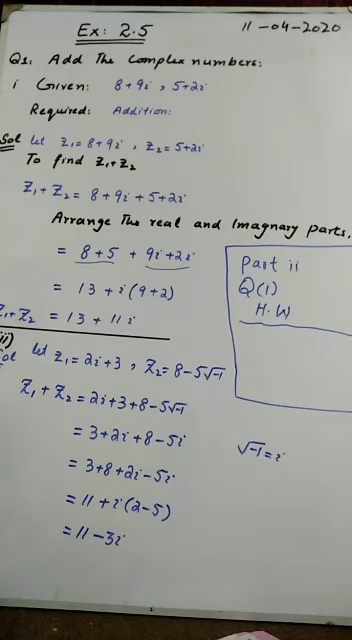 Ex: 2.5
11-04-2020
Q1: Add The Complex numbers:
i Given: 8+9i, 5+2i
Required: Addition:
Sol let Z₁=8+9i, Z₂=5+2i
To find Z₁+Z₂
Z₁+Z₂ = 8+9i+5+2i
Arrange The real and Imagnary parts.
= 8+5 + 9i+2i
= 13 + i(9+2)
Z₁+Z₂ = 13 + 11i
Part ii
Q(1)
H.W
ii)
Sol let Z₁=2i+3, Z₂=8-5√-1
Z₁+Z₂ =2i+3+8-5√-1
=3+2i+8-5i
√-1=i
=3+8+2i-5i
=11+i(2-5)
=11-3i